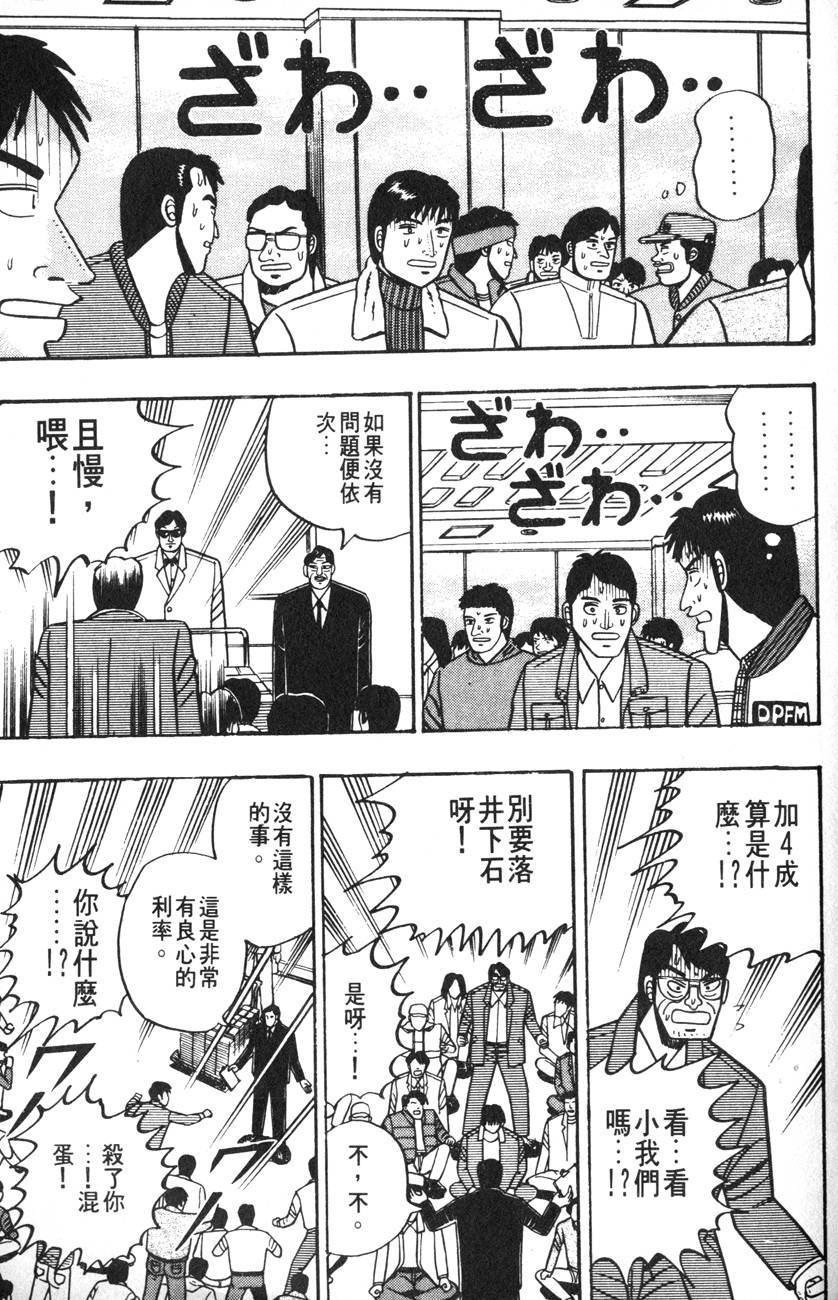 ざわ‥
ざわ‥
‥‥‥
‥‥‥
ざわ‥
ざわ‥
DPFM
如果沒有
問題便依
次…
且慢，
喂…！
加4成
算是什
麼…!?
看…看
小我們
嗎…!?
別要落
井下石
呀！
是呀…！
不，不。
沒有這樣
的事。
這是非常
有良心的
利率。
你說什麼
……!?
ワ
ワ
殺了你
…！混
蛋！